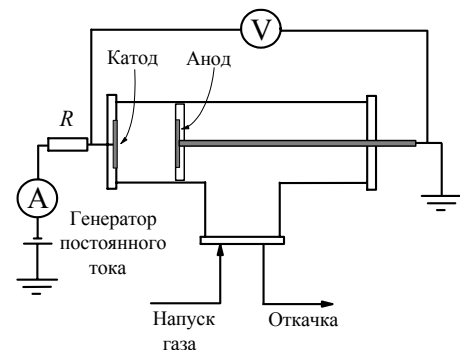 V
Катод
Анод
R
A
Генератор
постоянного
тока
Напуск
газа
Откачка